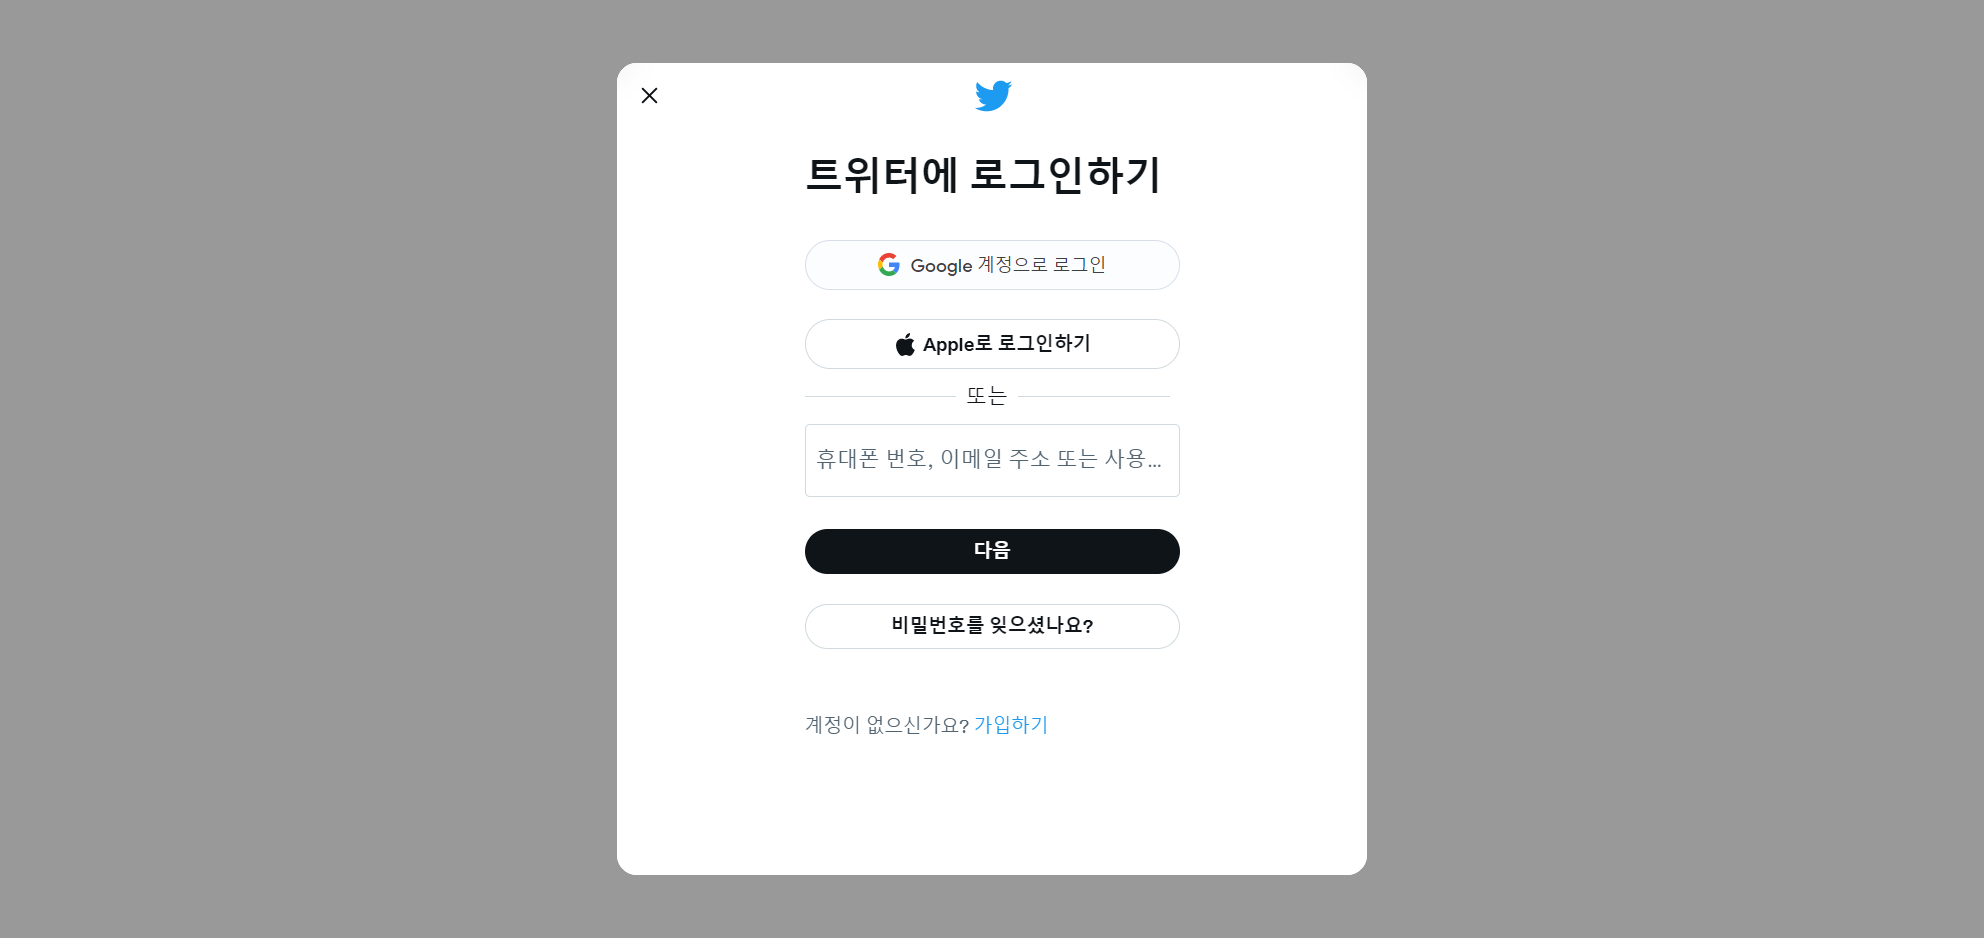 트위터에 로그인하기
Google 계정으로 로그인
Apple로 로그인하기
또는
휴대폰 번호, 이메일 주소 또는 사용...
다음
비밀번호를 잊으셨나요?
계정이 없으신가요? 가입하기